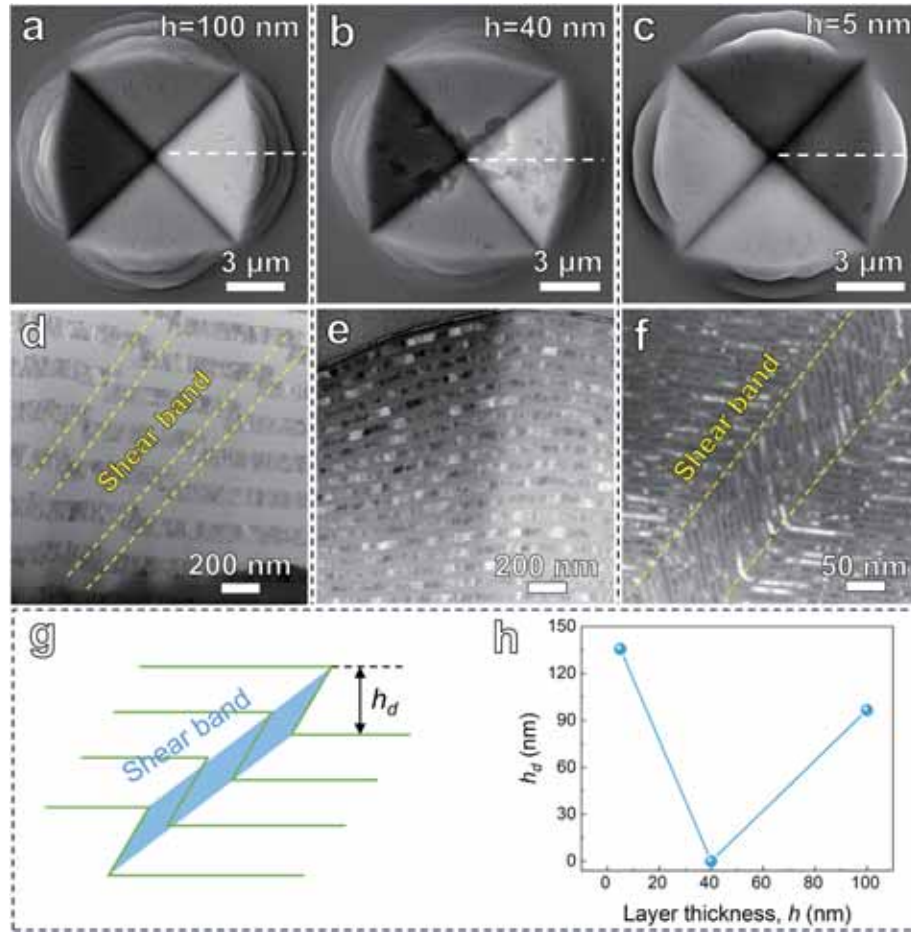 a
h=100 nm
3 µm
b
h=40 nm
3 µm
c
h=5 nm
3 µm
d
Shear band
200 nm
e
200 nm
f
Shear band
50 nm
g
Shear band
h_d
h
150
120
90
60
30
0
h_d (nm)
0 20 40 60 80 100
Layer thickness, h (nm)